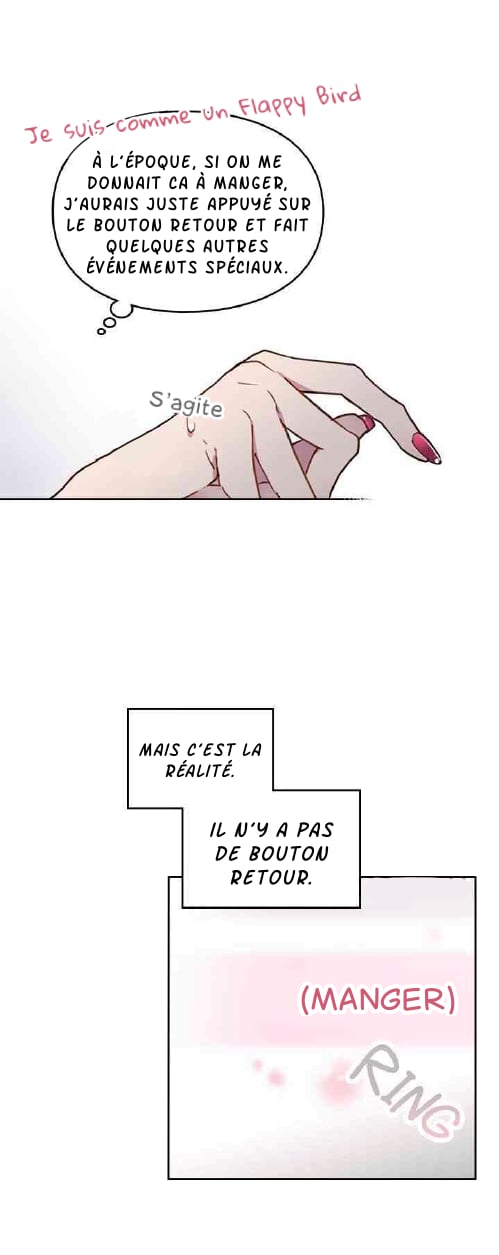 Je suis comme un Flappy Bird
À L'ÉPOQUE, SI ON ME
DONNAIT CA À MANGER,
J'AURAIS JUSTE APPUYÉ SUR
LE BOUTON RETOUR ET FAIT
QUELQUES AUTRES
ÉVÉNEMENTS SPÉCIAUX.
S'agite
MAIS C'EST LA
RÉALITÉ.
IL N'Y A PAS
DE BOUTON
RETOUR.
(MANGER)
RING